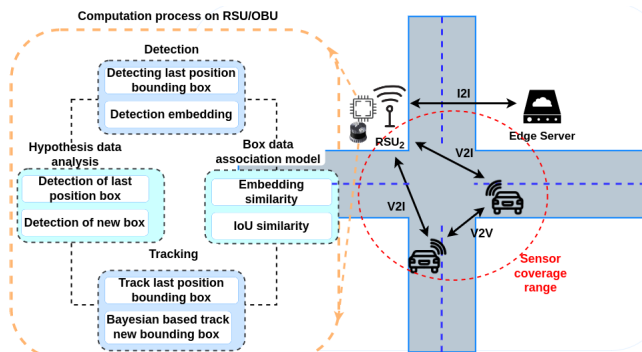 Computation process on RSU/OBU
Detection
Detecting last position
bounding box
Detection embedding
Hypothesis data
analysis
Detection of last
position box
Detection of new box
Box data
association model
Embedding
similarity
IoU similarity
Tracking
Track last position
bounding box
Bayesian based track
new bounding box
I2I
Edge Server
RSU2
V2I
V2I
V2V
Sensor
coverage
range